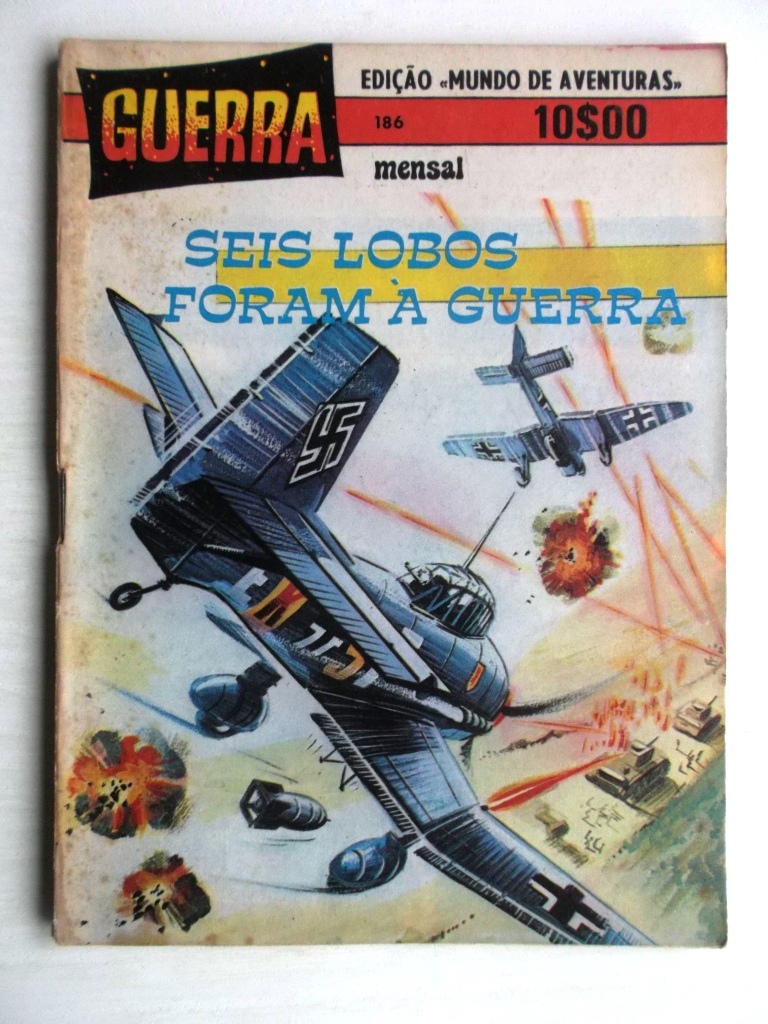 GUERRA
EDIÇÃO «MUNDO DE AVENTURAS»
186 10$00
mensal
SEIS LOBOS
FORAM À GUERRA